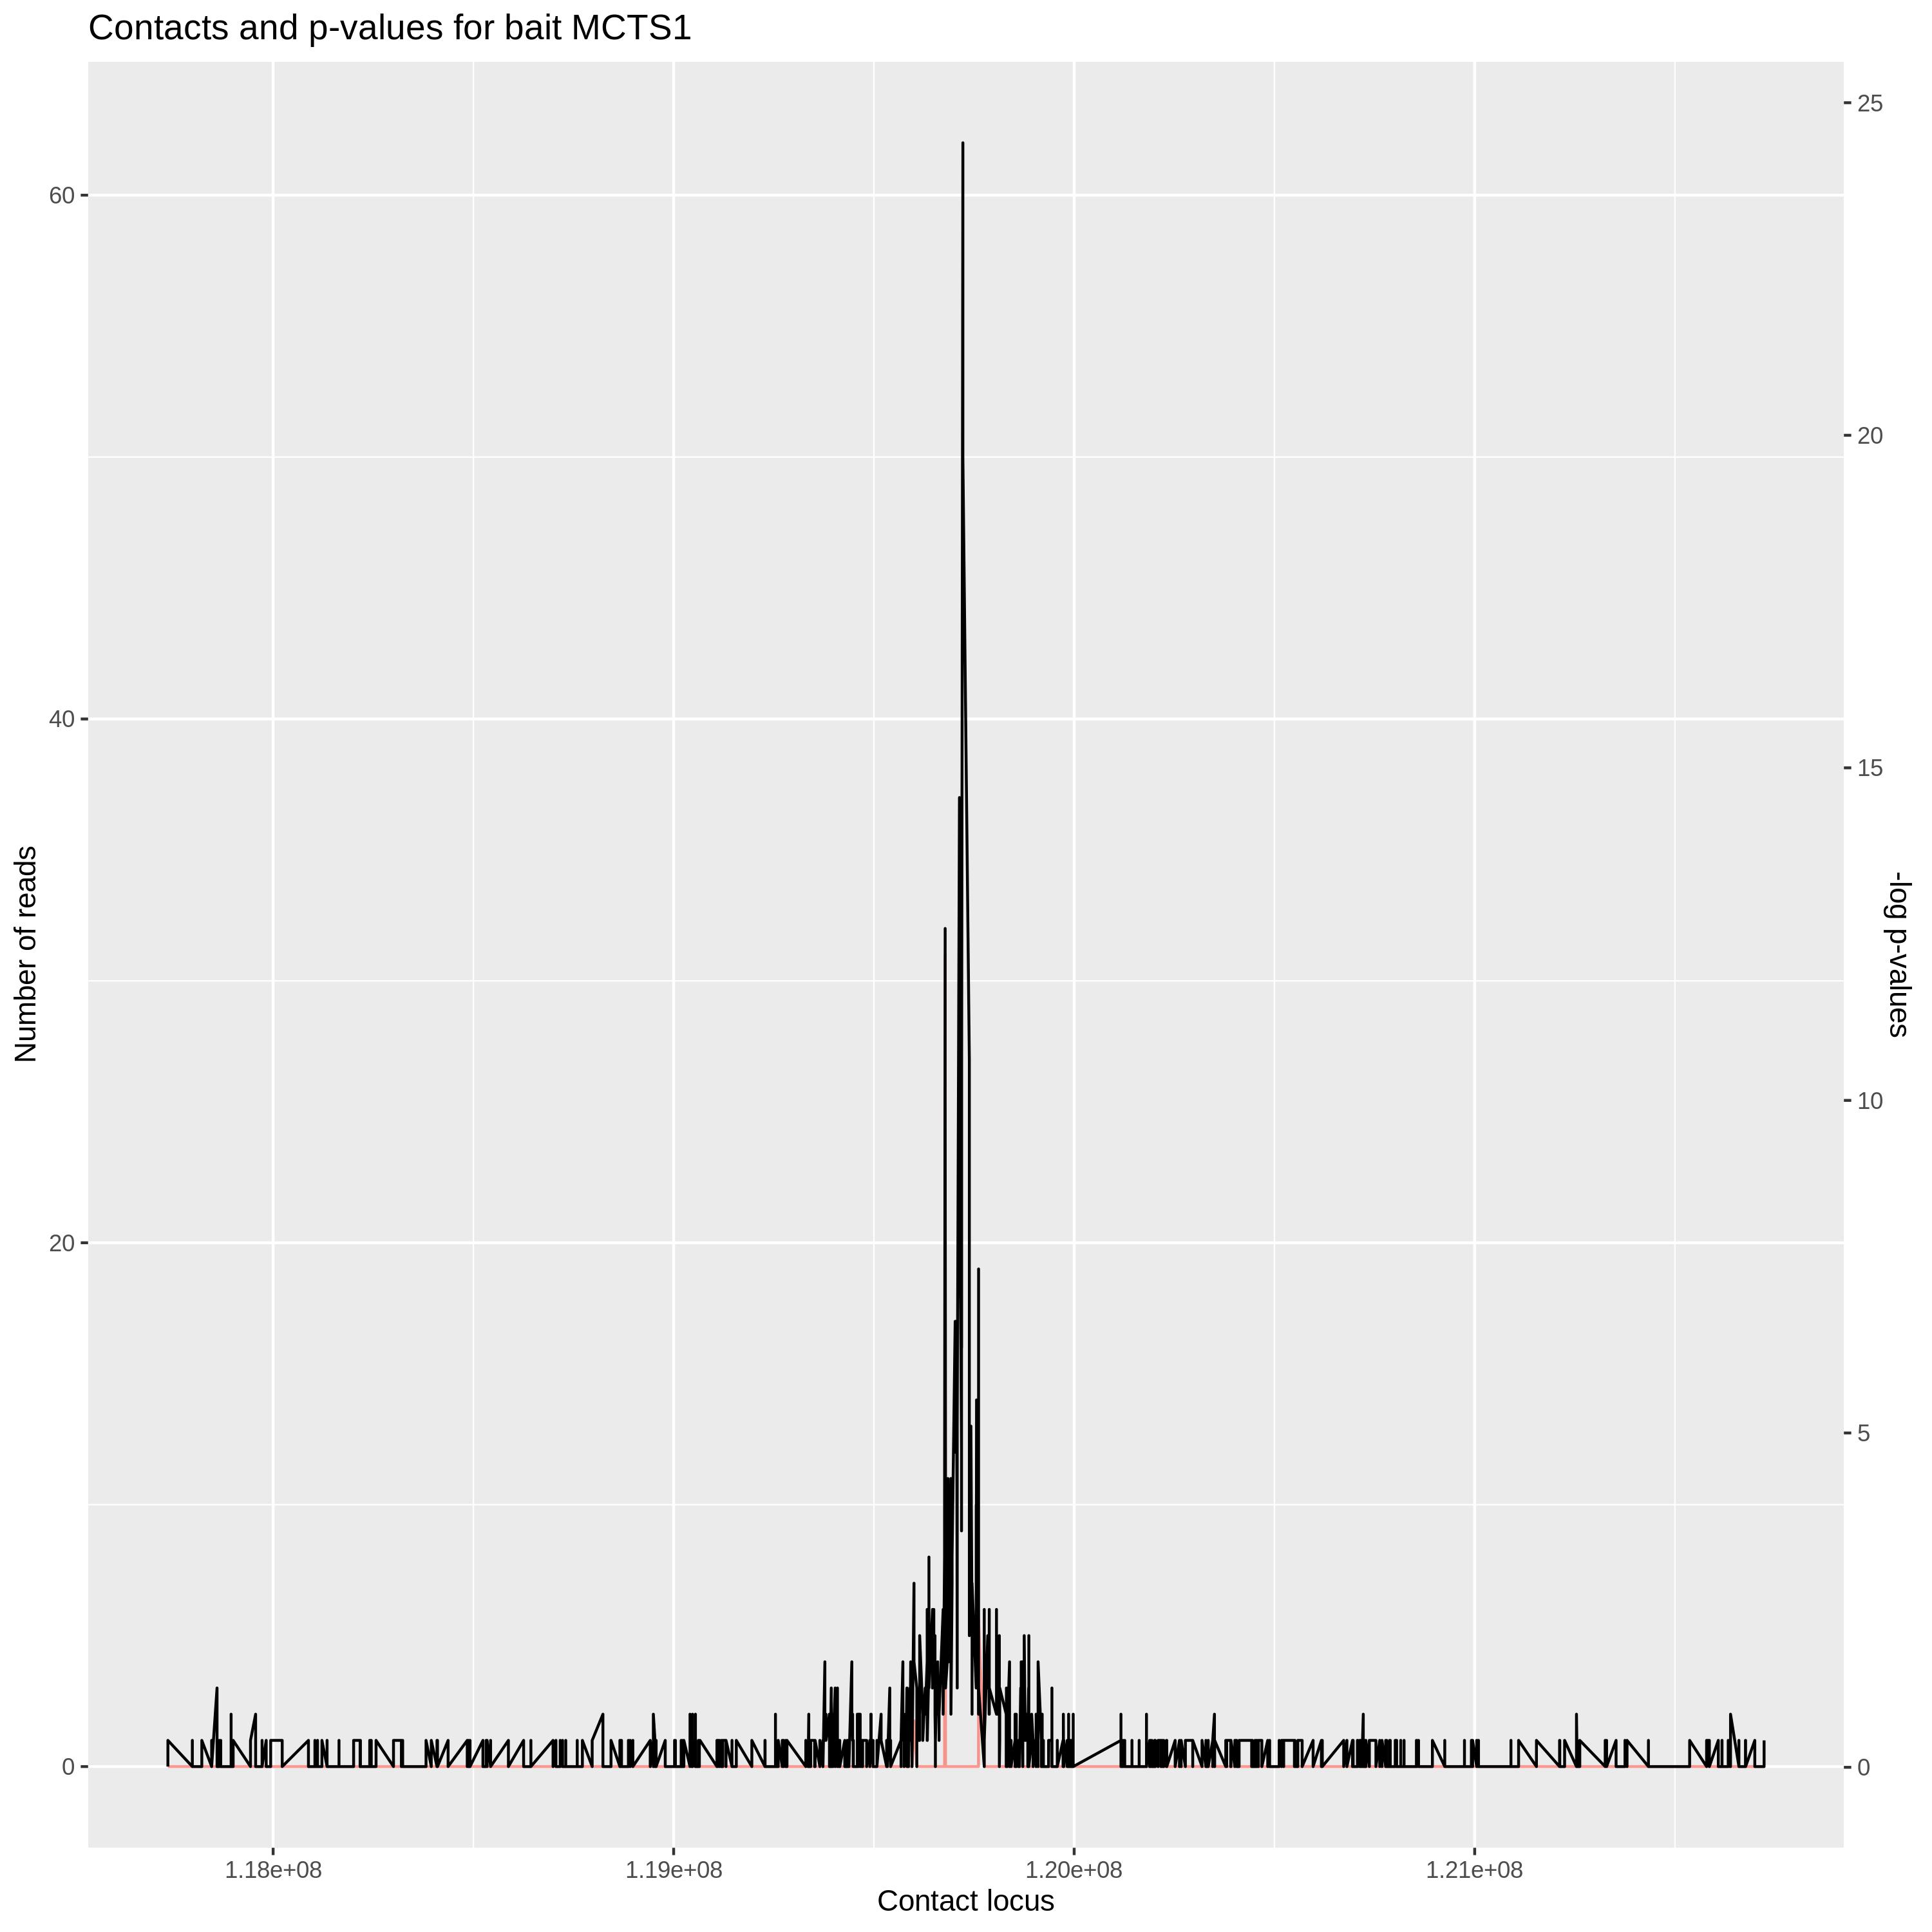 Contacts and p-values for bait MCTS1
60
40
20
0
Number of reads
25
20
15
10
5
0
-log p-values
1.18e+08 1.19e+08 1.20e+08 1.21e+08
Contact locus